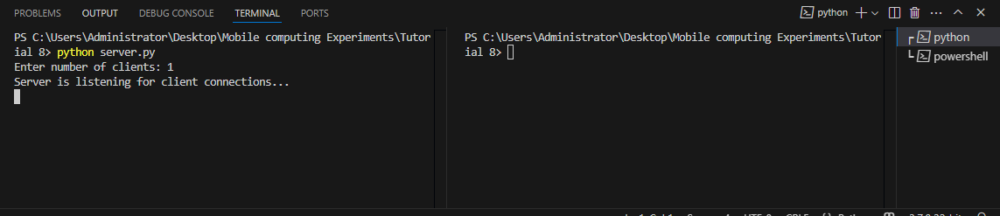 PROBLEMS OUTPUT DEBUG CONSOLE TERMINAL PORTS python
PS C:\Users\Administrator\Desktop\Mobile computing Experiments\Tutor
ial 8> python server.py
Enter number of clients: 1
Server is listening for client connections...
PS C:\Users\Administrator\Desktop\Mobile computing Experiments\Tutor
ial 8>
python
powershell